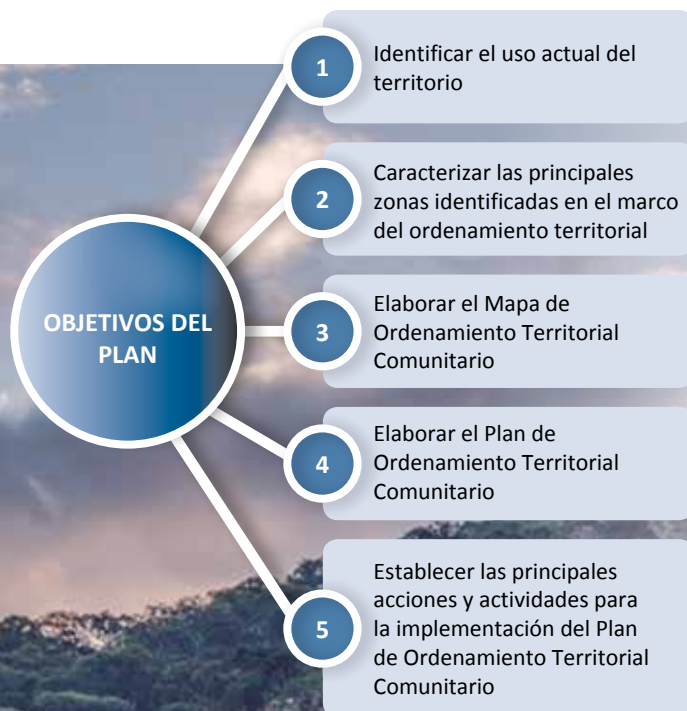 OBJETIVOS DEL
PLAN
1
Identificar el uso actual del
territorio
2
Caracterizar las principales
zonas identificadas en el marco
del ordenamiento territorial
3
Elaborar el Mapa de
Ordenamiento Territorial
Comunitario
4
Elaborar el Plan de
Ordenamiento Territorial
Comunitario
5
Establecer las principales
acciones y actividades para
la implementación del Plan
de Ordenamiento Territorial
Comunitario